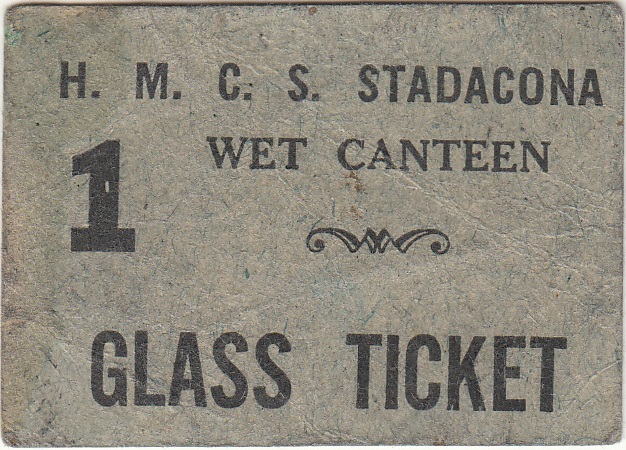 H. M. C. S. STADACONA
WET CANTEEN
1
GLASS TICKET